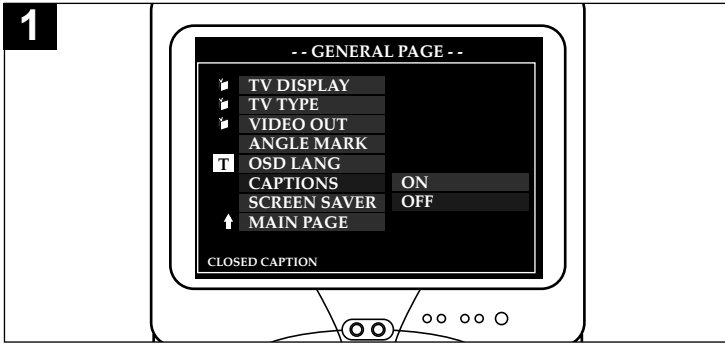 1
- - GENERAL PAGE - -
TV DISPLAY
TV TYPE
VIDEO OUT
ANGLE MARK
T OSD LANG
CAPTIONS ON
SCREEN SAVER OFF
MAIN PAGE
CLOSED CAPTION